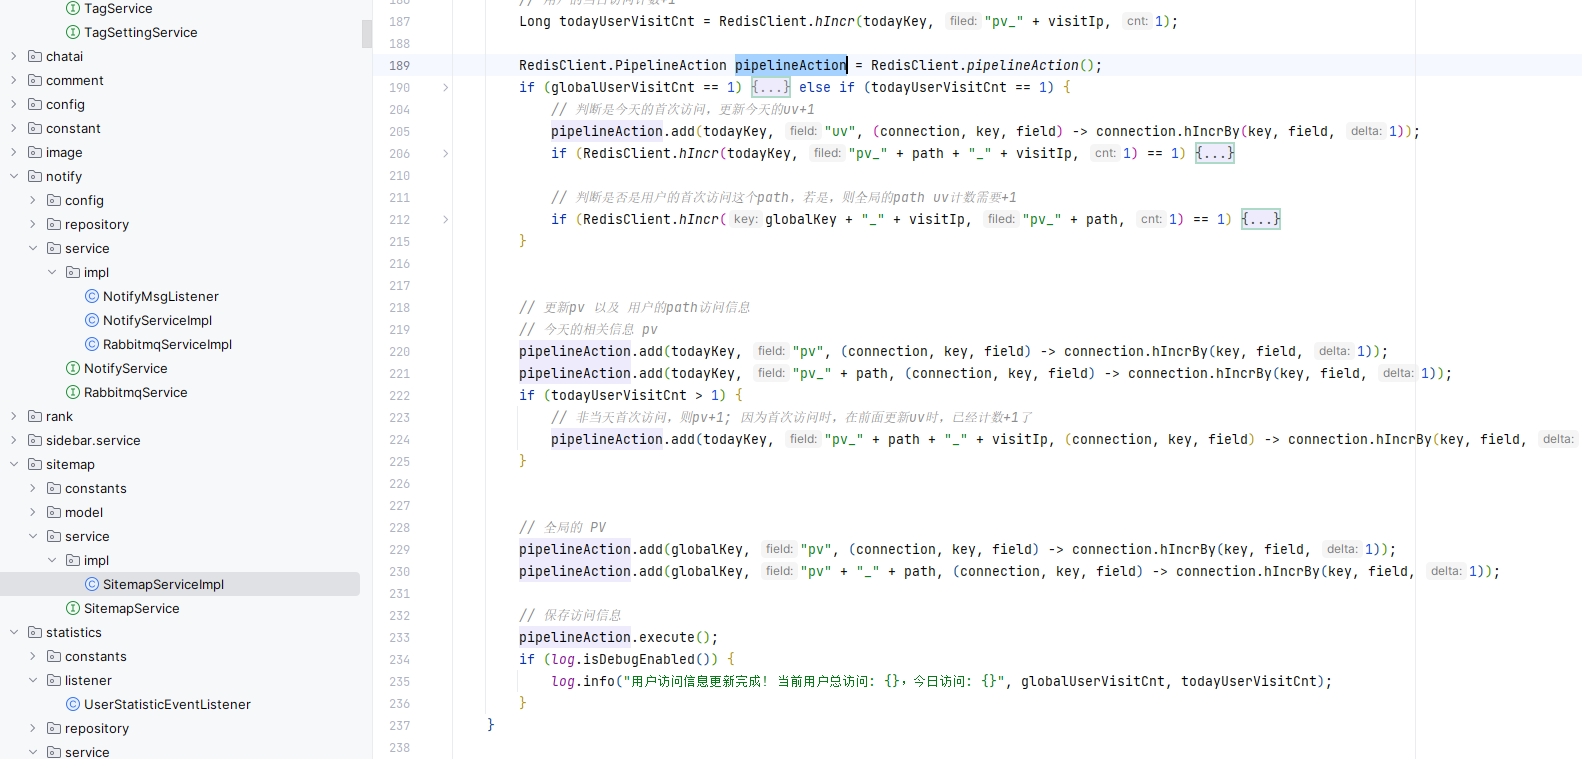 TagService
TagSettingService
chatai
comment
config
constant
image
notify
config
repository
service
impl
NotifyMsgListener
NotifyServiceImpl
RabbitmqServiceImpl
NotifyService
RabbitmqService
rank
sidebar.service
sitemap
constants
model
service
impl
SitemapServiceImpl
SitemapService
statistics
constants
listener
UserStatisticEventListener
repository
service
186 // 用户的当日访问计数+1
187 Long todayUserVisitCnt = RedisClient.hIncr(todayKey, filed: "pv_" + visitIp, cnt: 1);
188
189 RedisClient.PipelineAction pipelineAction = RedisClient.pipelineAction();
190 if (globalUserVisitCnt == 1) {...} else if (todayUserVisitCnt == 1) {
204 // 判断是今天的首次访问，更新今天的uv+1
205 pipelineAction.add(todayKey, field: "uv", (connection, key, field) -> connection.hIncrBy(key, field, delta: 1));
206 if (RedisClient.hIncr(todayKey, filed: "pv_" + path + "_" + visitIp, cnt: 1) == 1) {...}
210
211 // 判断是否是用户的首次访问这个path，若是，则全局的path uv计数需要+1
212 if (RedisClient.hIncr( key: globalKey + "_" + visitIp, filed: "pv_" + path, cnt: 1) == 1) {...}
215 }
216
217
218 // 更新pv 以及 用户的path访问信息
219 // 今天的相关信息 pv
220 pipelineAction.add(todayKey, field: "pv", (connection, key, field) -> connection.hIncrBy(key, field, delta: 1));
221 pipelineAction.add(todayKey, field: "pv_" + path, (connection, key, field) -> connection.hIncrBy(key, field, delta: 1));
222 if (todayUserVisitCnt > 1) {
223 // 非当天首次访问，则pv+1; 因为首次访问时，在前面更新uv时，已经计数+1了
224 pipelineAction.add(todayKey, field: "pv_" + path + "_" + visitIp, (connection, key, field) -> connection.hIncrBy(key, field, delta:
225 }
226
227
228 // 全局的 PV
229 pipelineAction.add(globalKey, field: "pv", (connection, key, field) -> connection.hIncrBy(key, field, delta: 1));
230 pipelineAction.add(globalKey, field: "pv" + "_" + path, (connection, key, field) -> connection.hIncrBy(key, field, delta: 1));
231
232 // 保存访问信息
233 pipelineAction.execute();
234 if (log.isDebugEnabled()) {
235 log.info("用户访问信息更新完成! 当前用户总访问: {}，今日访问: {}", globalUserVisitCnt, todayUserVisitCnt);
236 }
237 }
238